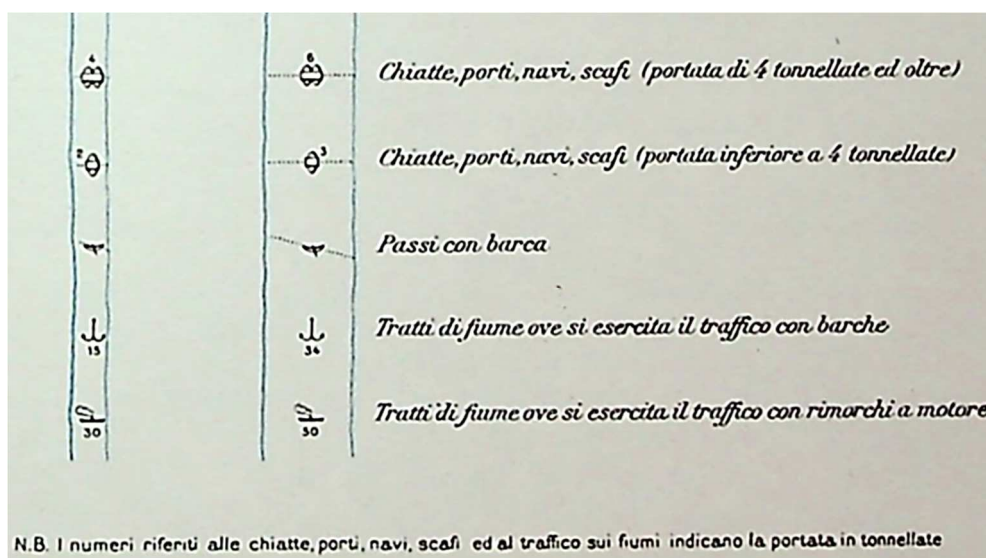 4 6 Chiatte, porti, navi, scafi (portata di 4 tonnellate ed oltre)
2 3 Chiatte, porti, navi, scafi (portata inferiore a 4 tonnellate)
Passi con barca
15 36 Tratti di fiume ove si esercita il traffico con barche
30 50 Tratti di fiume ove si esercita il traffico con rimorchi a motore
N.B. I numeri riferiti alle chiatte, porti, navi, scafi ed al traffico sui fiumi indicano la portata in tonnellate